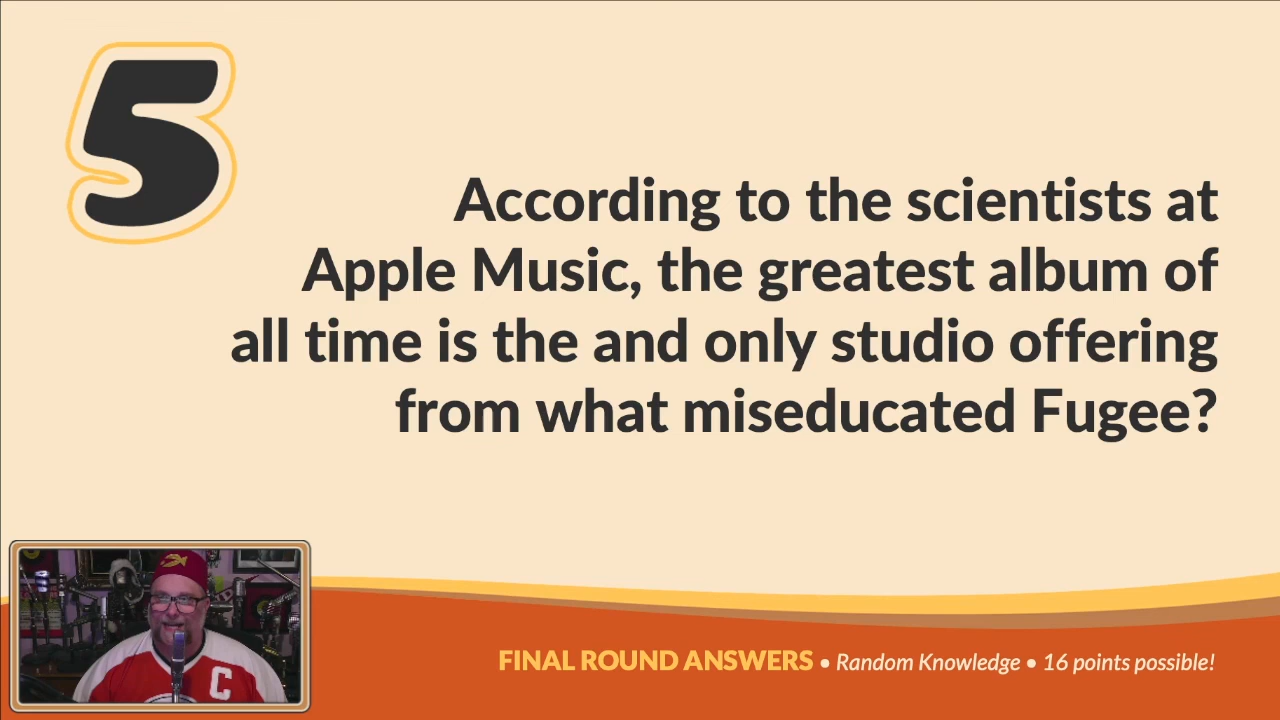 5
According to the scientists at
Apple Music, the greatest album of
all time is the and only studio offering
from what miseducated Fugee?
C
FINAL ROUND ANSWERS • Random Knowledge • 16 points possible!